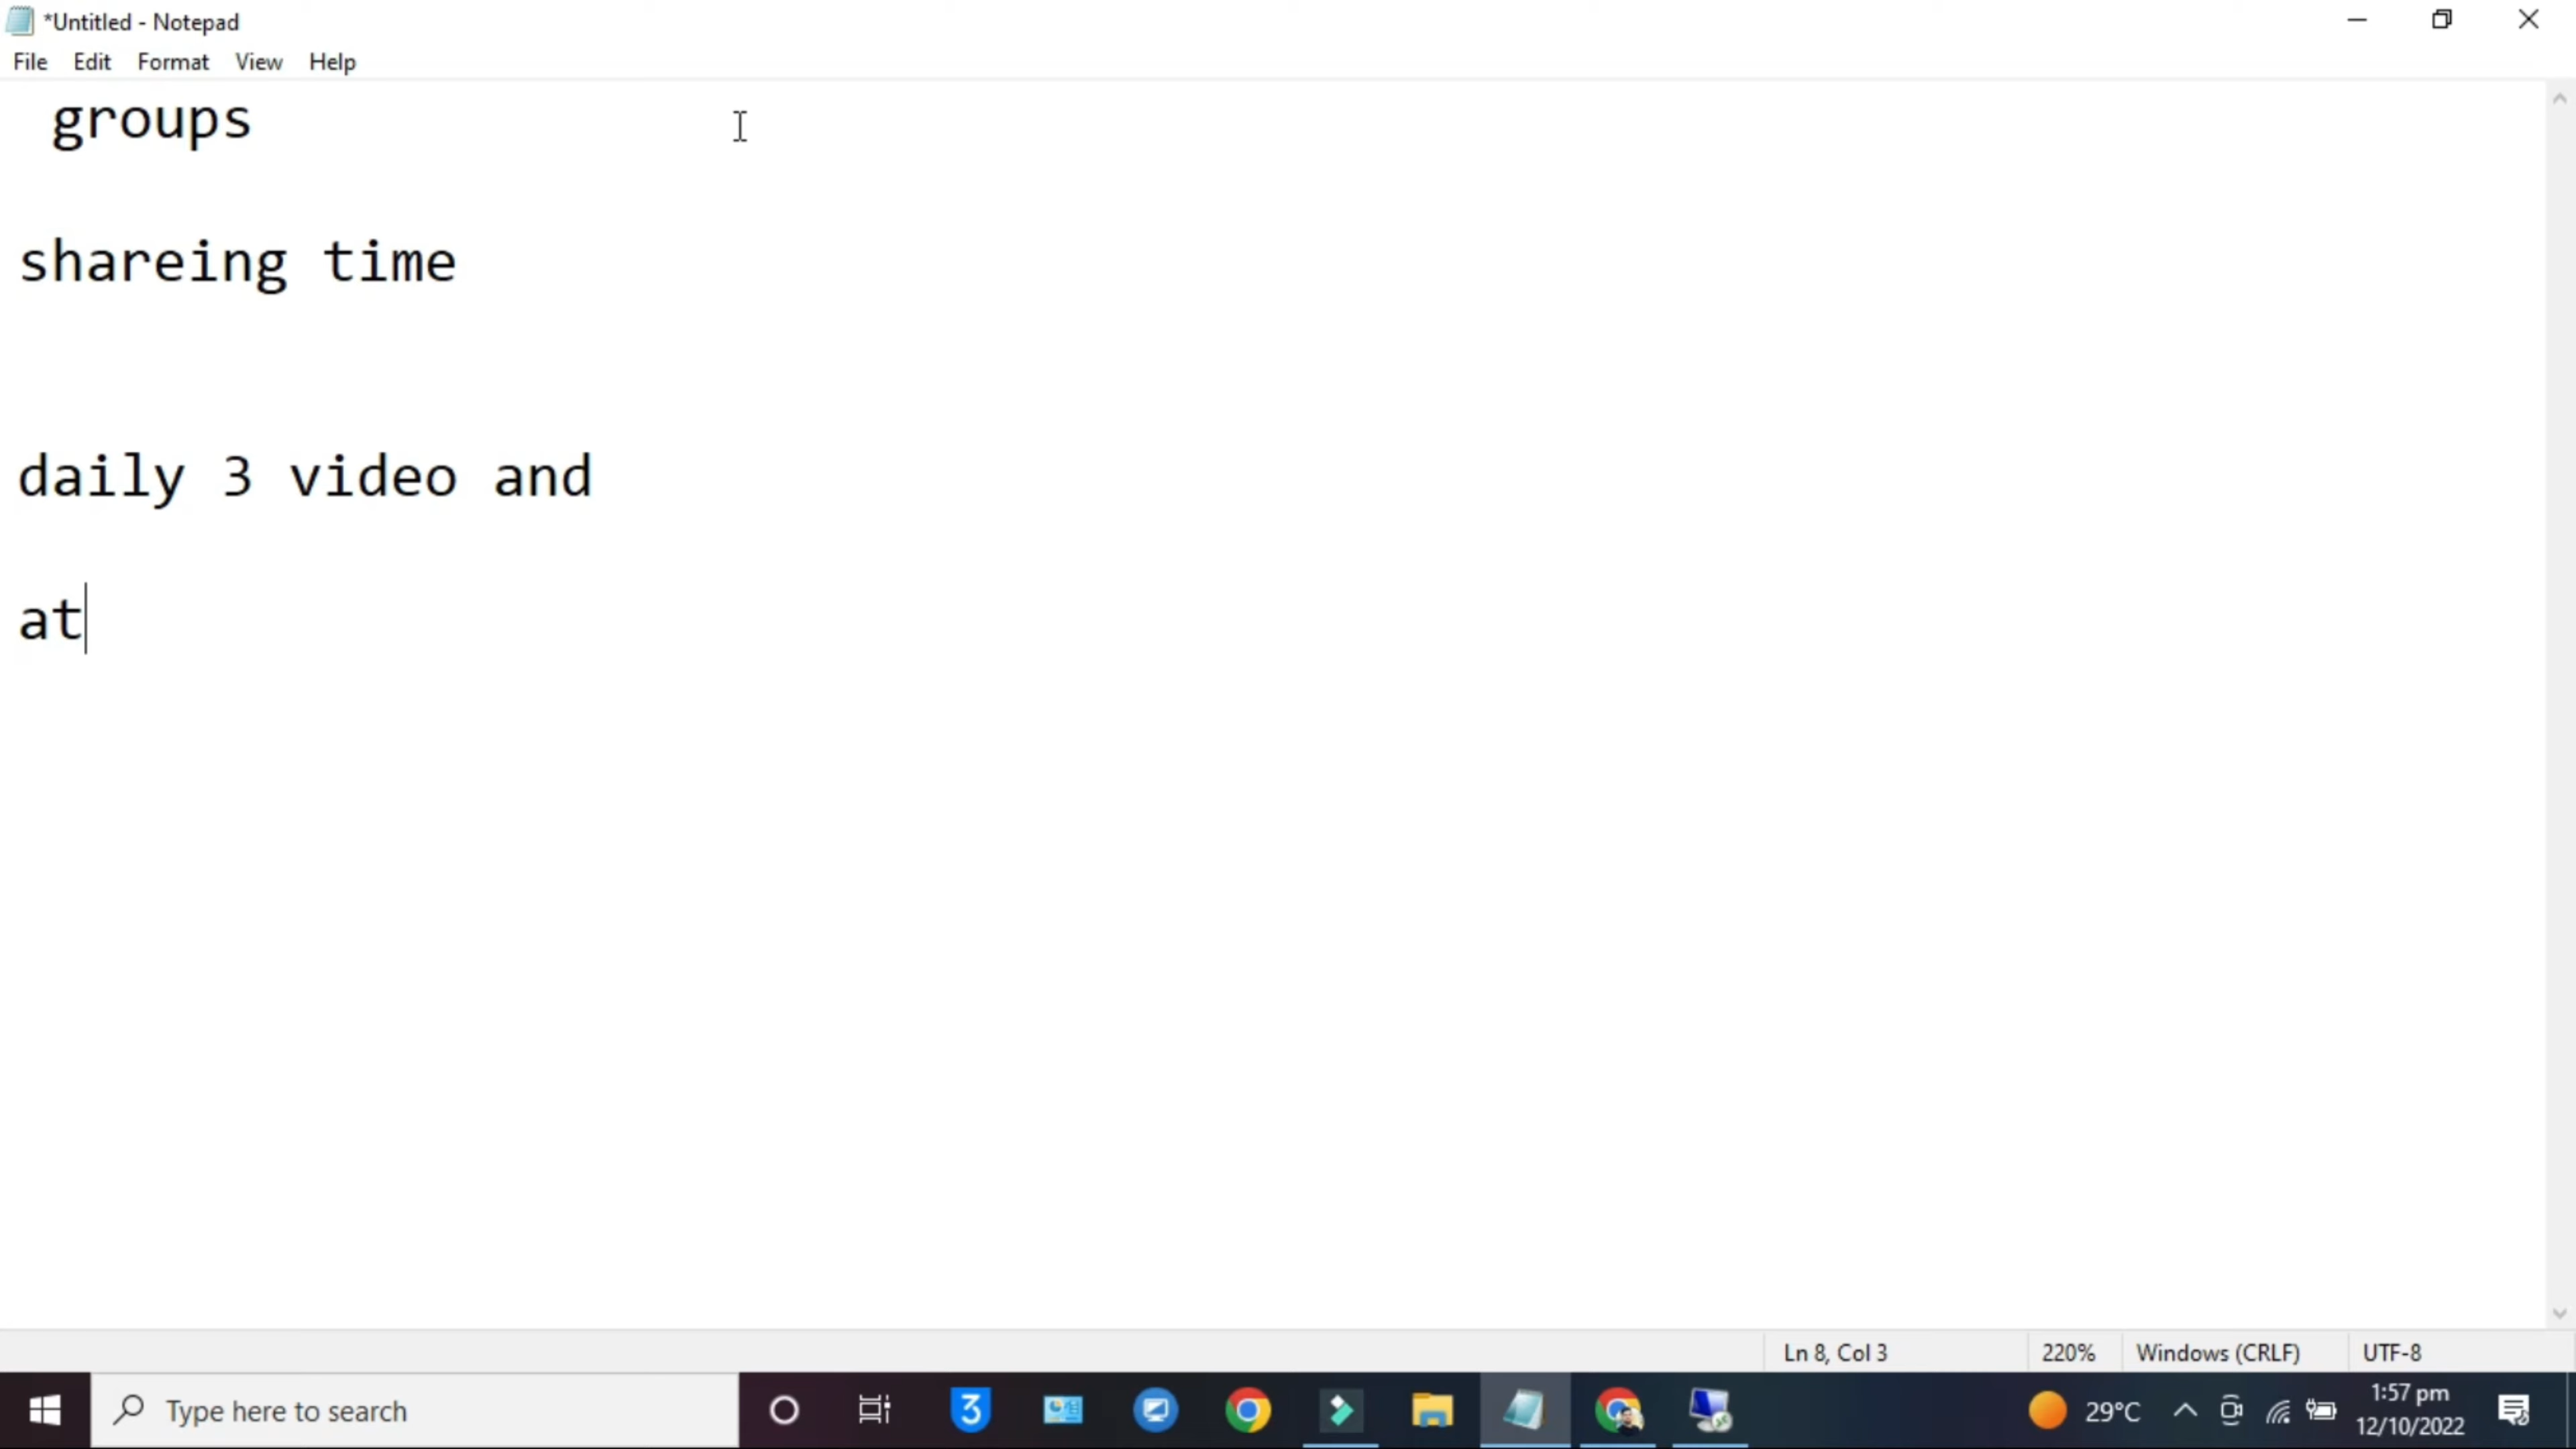 *Untitled - Notepad
File Edit Format View Help
groups
shareing time
daily 3 video and
at
Ln 8, Col 3 220% Windows (CRLF) UTF-8
Type here to search
3
29°C
1:57 pm
12/10/2022